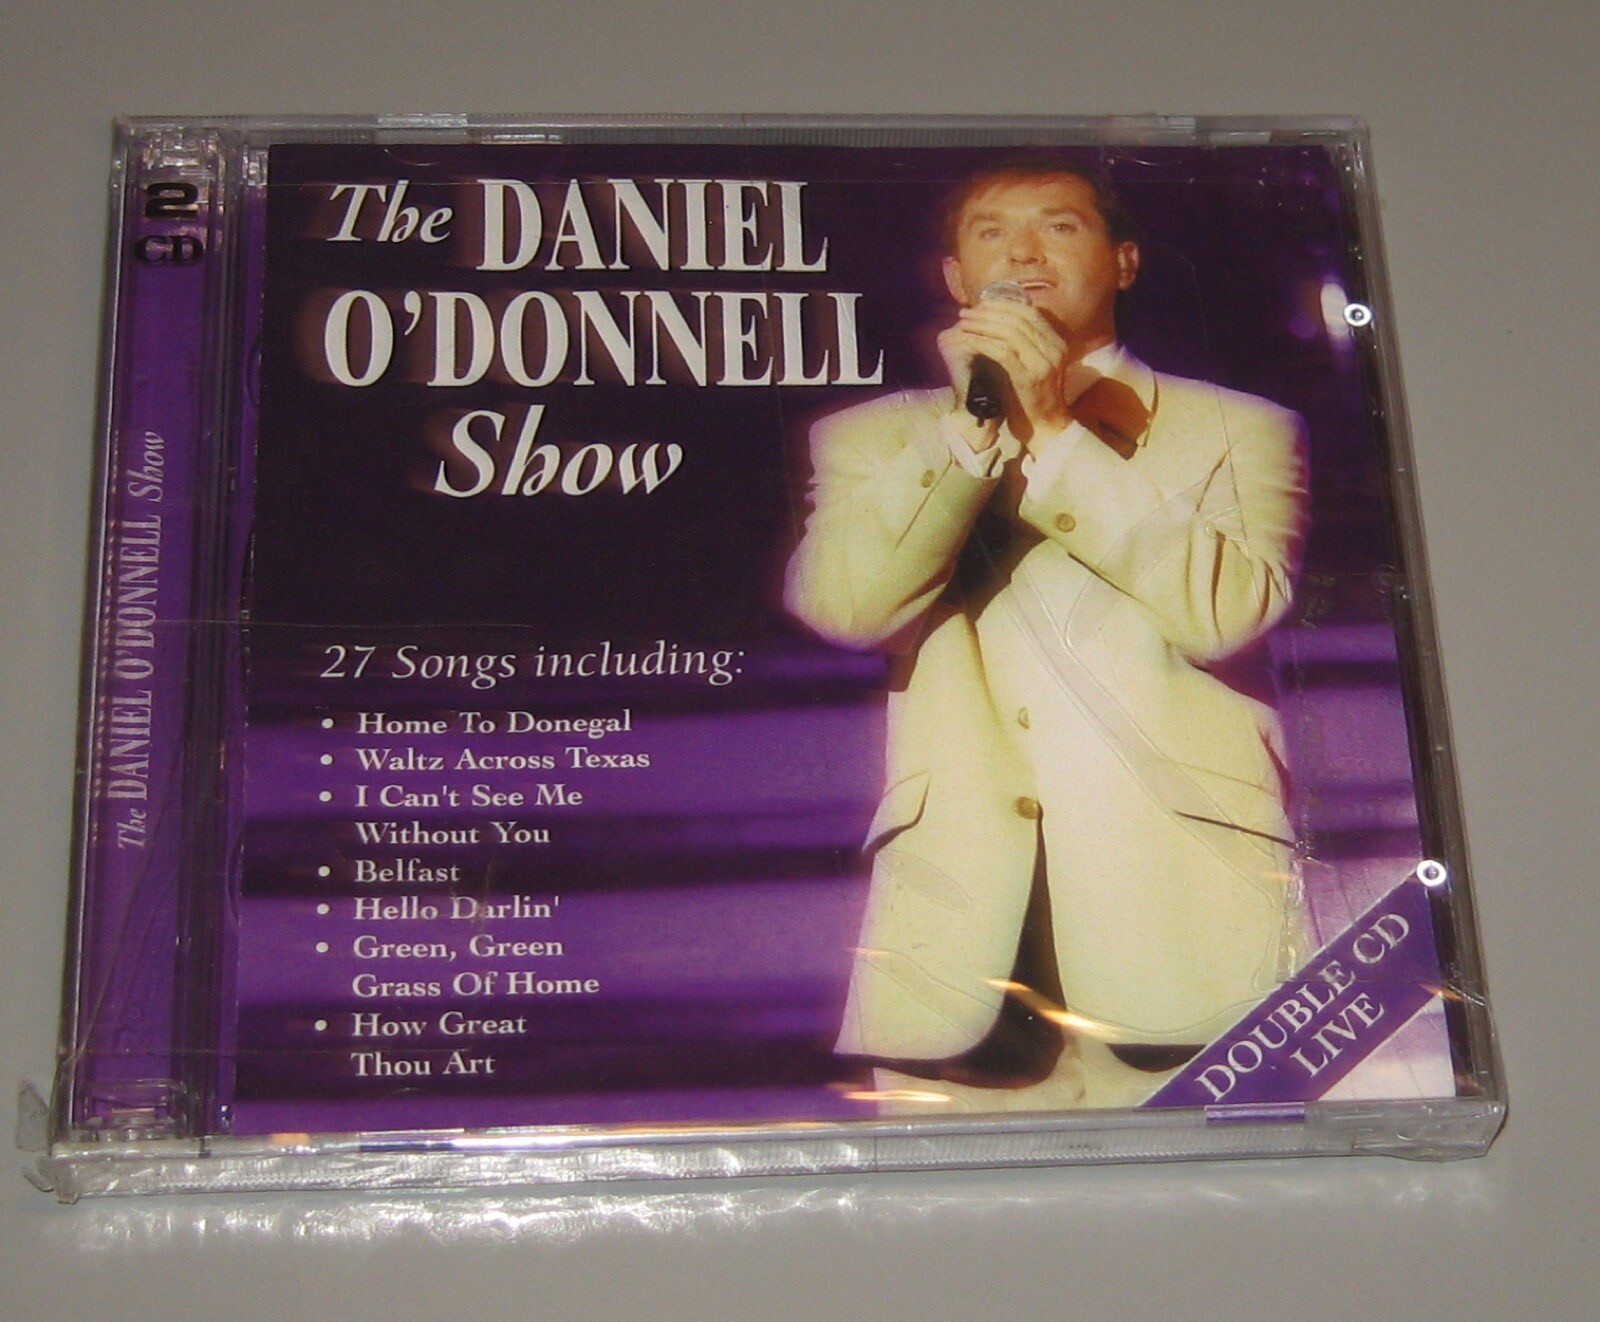 2
CD
The DANIEL O'DONNELL Show
The DANIEL
O'DONNELL
Show
27 Songs including:
• Home To Donegal
• Waltz Across Texas
• I Can't See Me
Without You
• Belfast
• Hello Darlin'
• Green, Green
Grass Of Home
• How Great
Thou Art
DOUBLE CD
LIVE